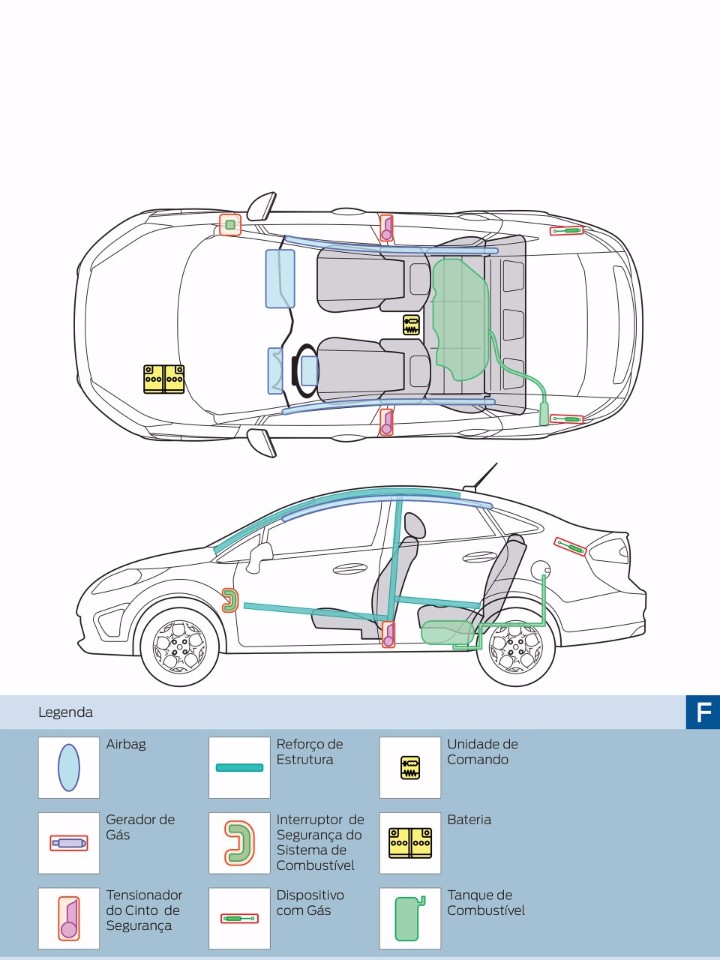 Legenda
F
Airbag
Reforço de
Estrutura
Unidade de
Comando
Gerador de
Gás
Interruptor de
Segurança do
Sistema de
Combustível
Bateria
Tensionador
do Cinto de
Segurança
Dispositivo
com Gás
Tanque de
Combustível